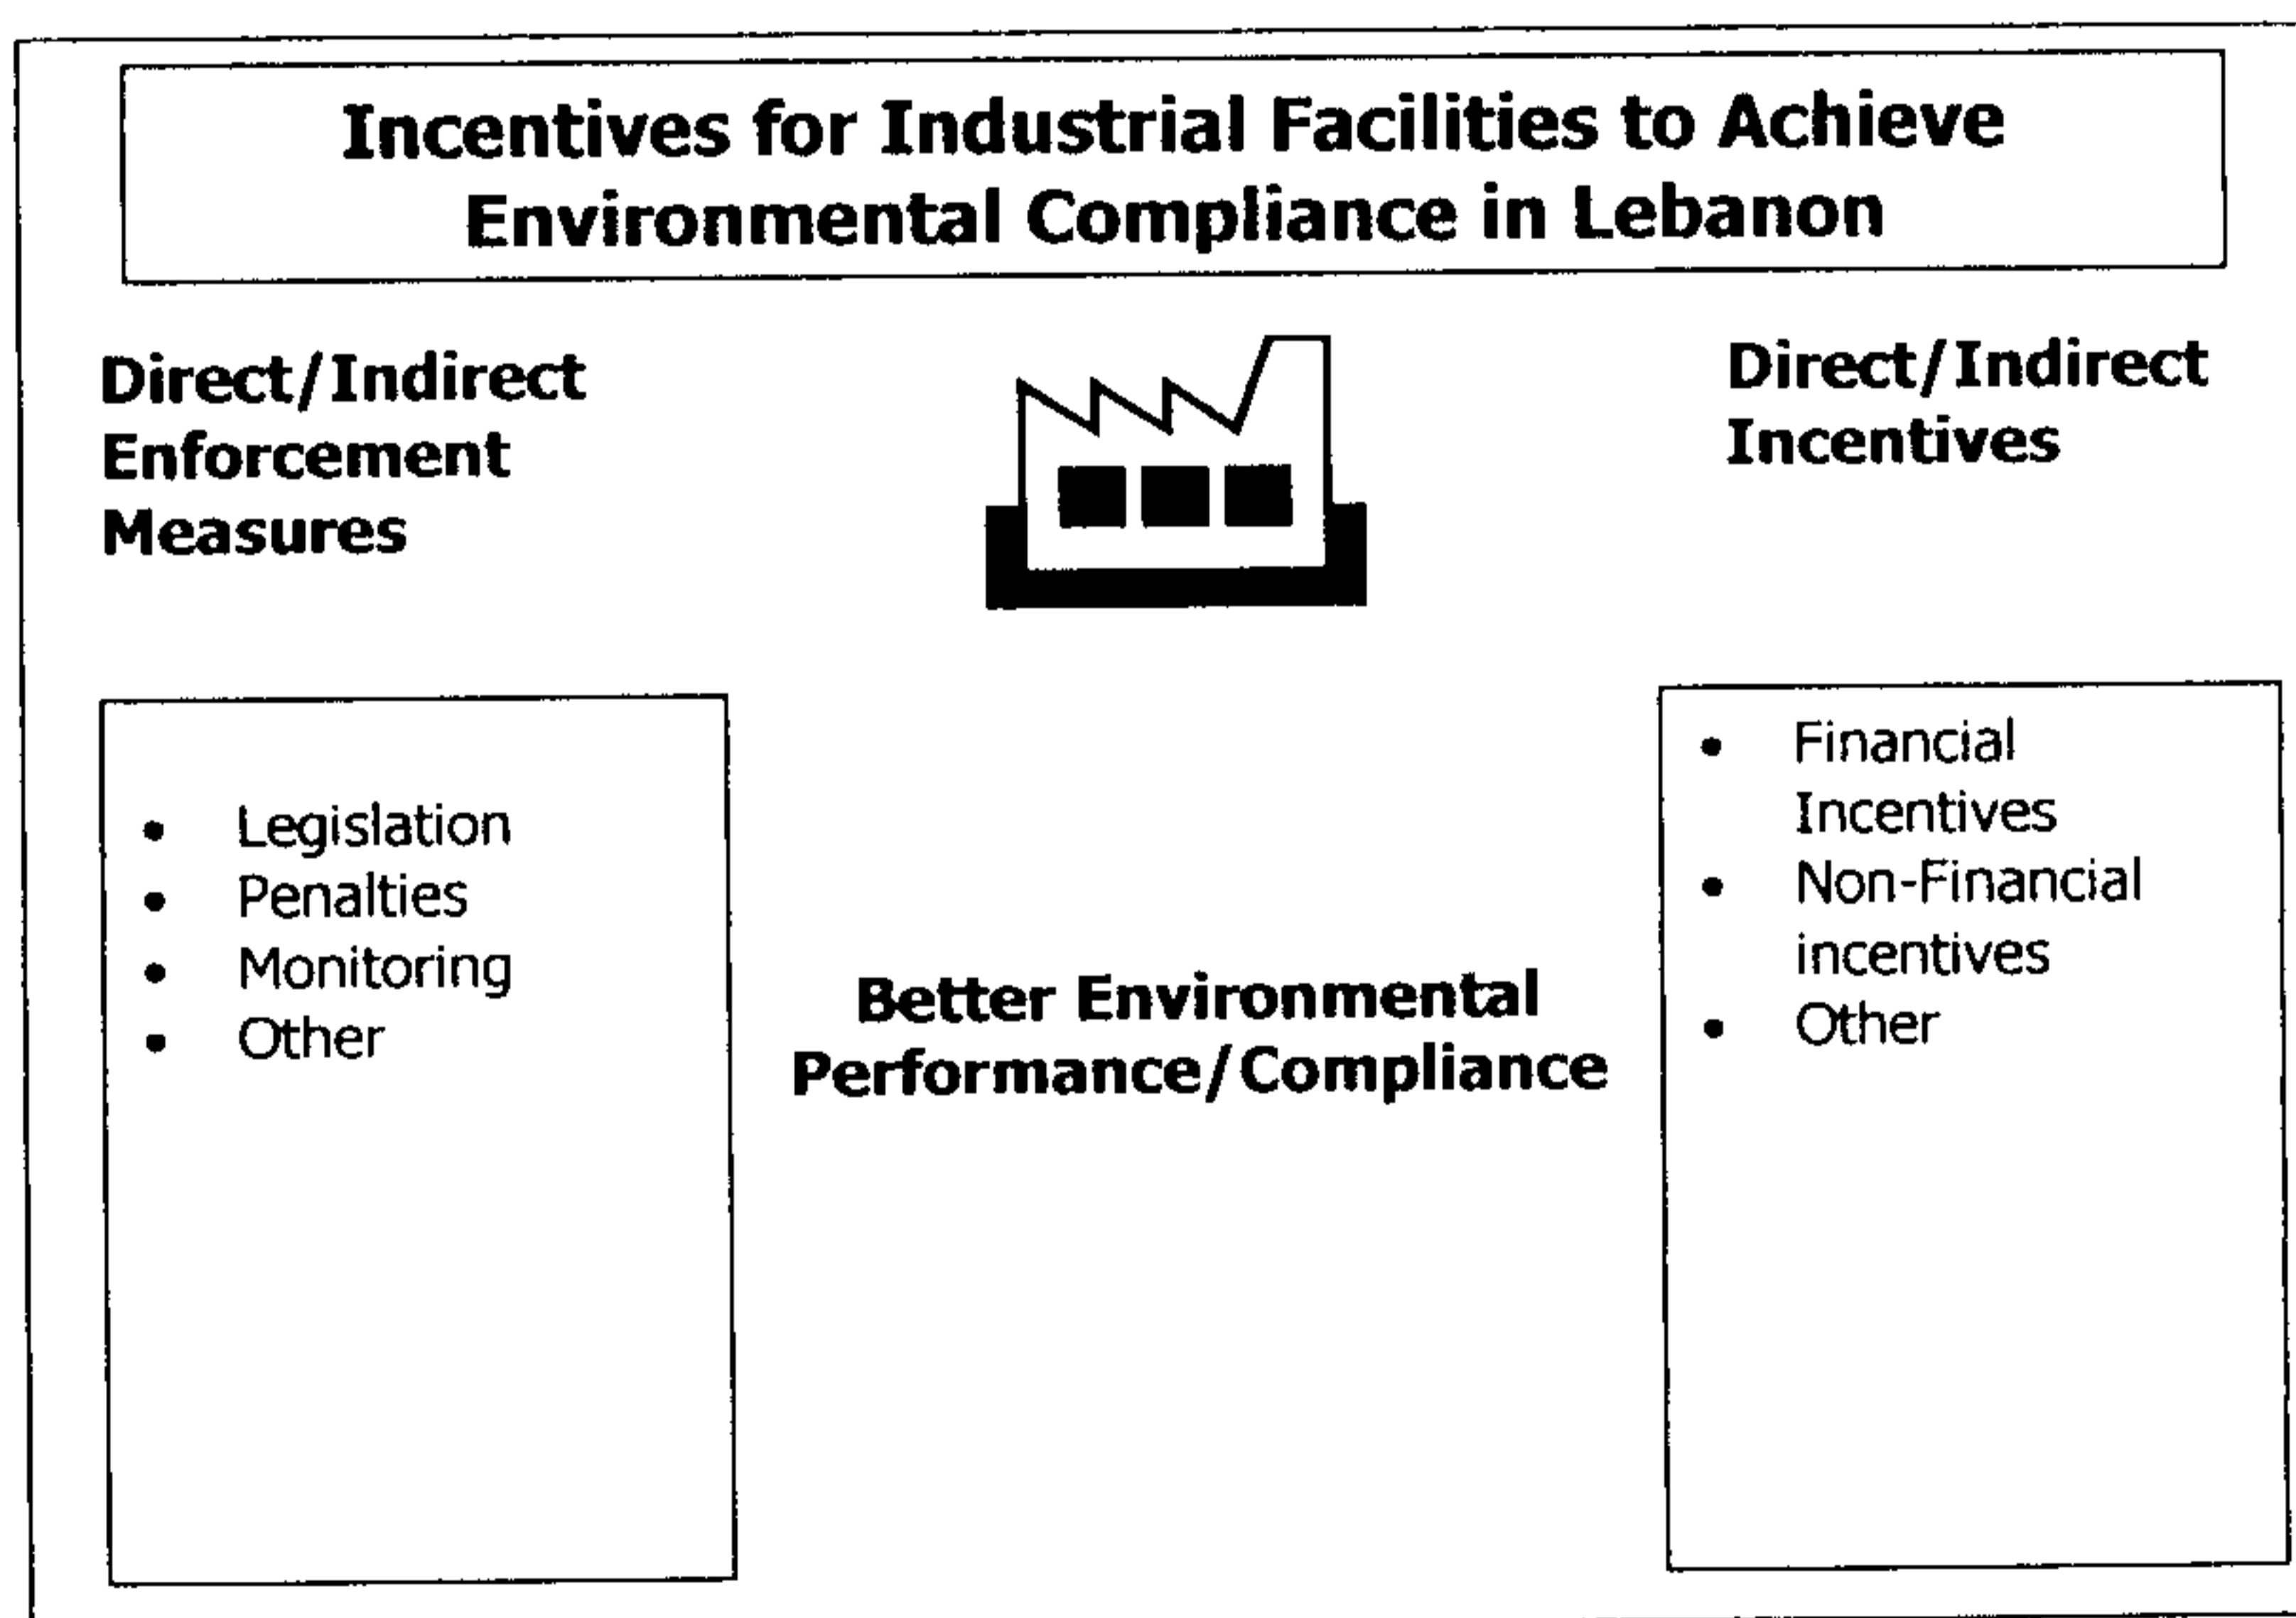 Incentives for Industrial Facilities to Achieve
Environmental Compliance in Lebanon
Direct/Indirect
Enforcement
Measures
Direct/Indirect
Incentives
• Legislation
• Penalties
• Monitoring
• Other
Better Environmental
Performance/Compliance
• Financial
Incentives
• Non-Financial
incentives
• Other